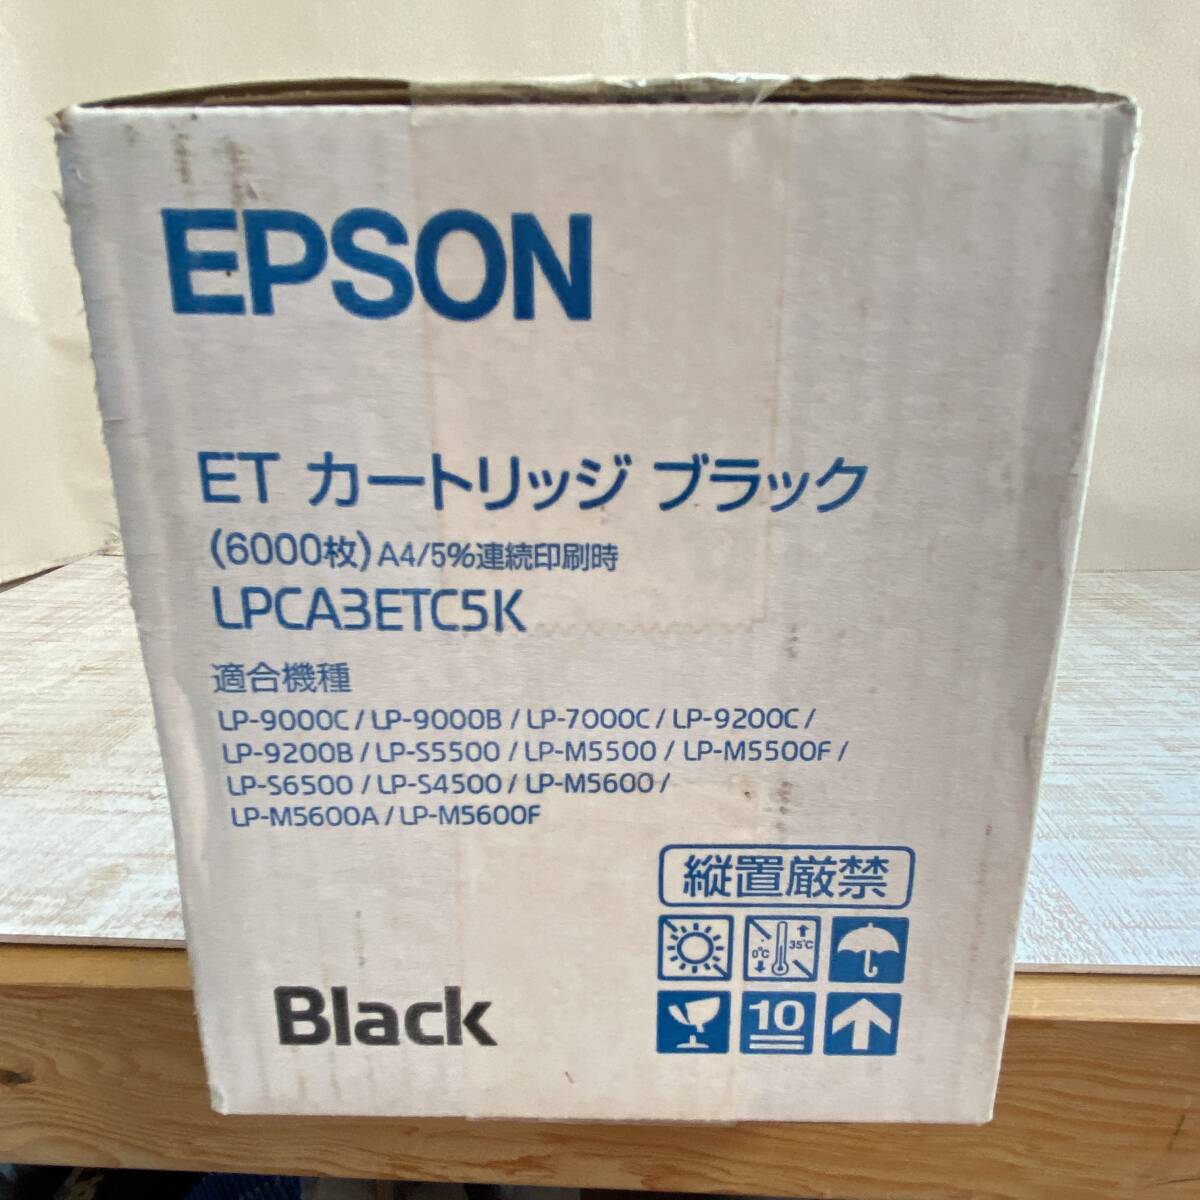 EPSON
ET カートリッジ ブラック
(6000枚) A4/5%連続印刷時
LPCA3ETC5K
適合機種
LP-9000C / LP-9000B / LP-7000C / LP-9200C /
LP-9200B / LP-S5500 / LP-M5500 / LP-M5500F /
LP-S6500 / LP-S4500 / LP-M5600 /
LP-M5600A / LP-M5600F
縦置厳禁
0℃ 35℃
10
Black